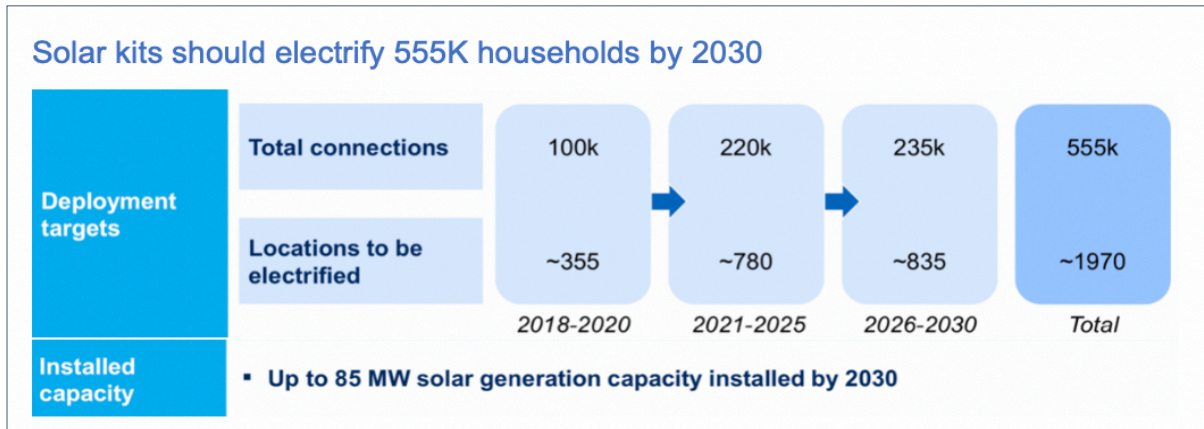 Solar kits should electrify 555K households by 2030
Deployment
targets
Total connections
100k
220k
235k
555k
Locations to be
electrified
~355
~780
~835
~1970
2018-2020
2021-2025
2026-2030
Total
Installed
capacity
▪ Up to 85 MW solar generation capacity installed by 2030